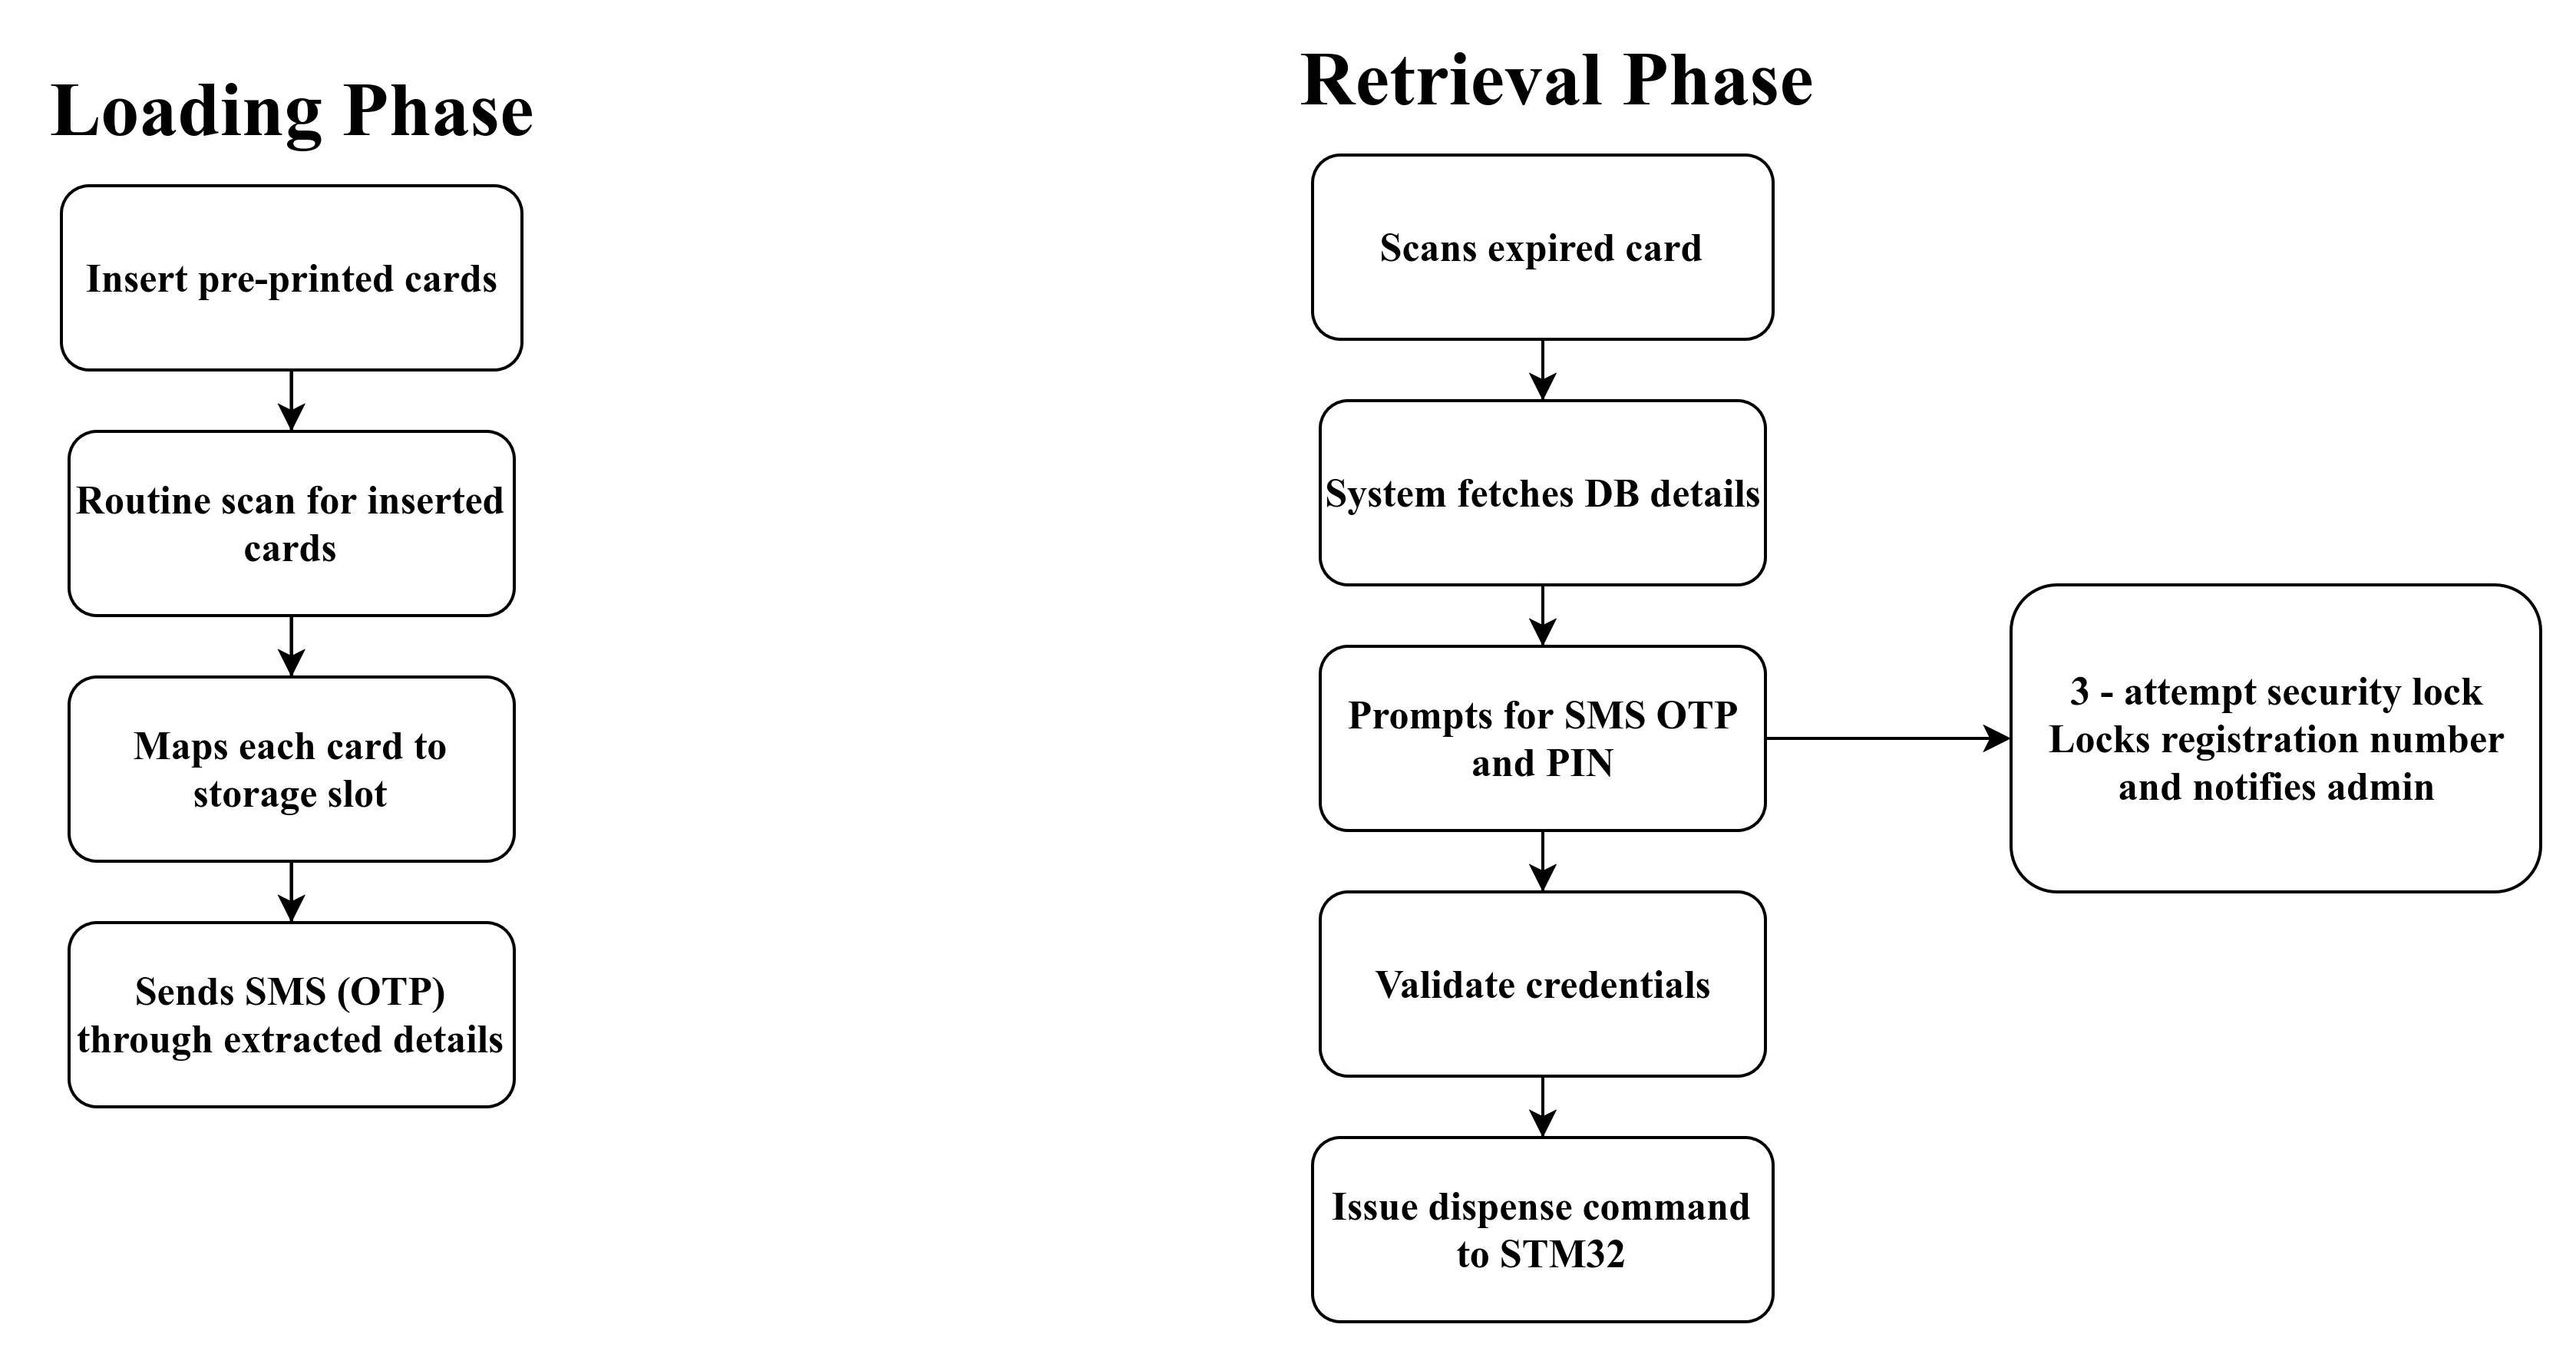 Loading Phase
Insert pre-printed cards
Routine scan for inserted
cards
Maps each card to
storage slot
Sends SMS (OTP)
through extracted details
Retrieval Phase
Scans expired card
System fetches DB details
Prompts for SMS OTP
and PIN
3 - attempt security lock
Locks registration number
and notifies admin
Validate credentials
Issue dispense command
to STM32